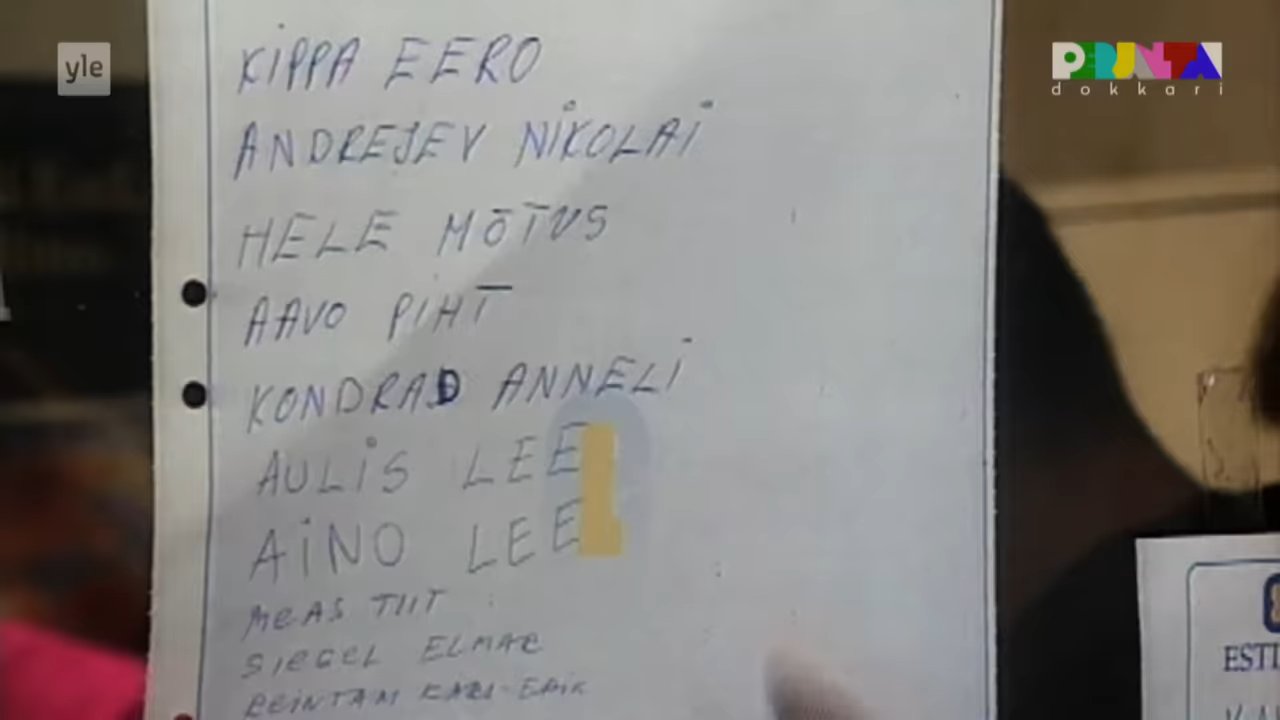 yle
PERJANTAI
dokkari
KIPPA EERO
ANDREJEV NIKOLAI
HELE MÕTUS
AAVO PIHT
KONDRAD ANNELI
AULIS LEE
AINO LEE
MEAS TIIT
SIEGEL ELMAR
REINTAM KARL-ERIK
ESTI